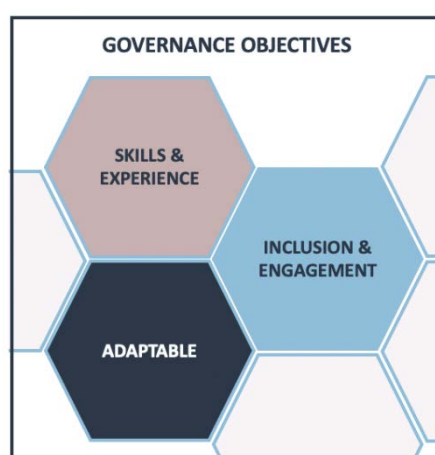 GOVERNANCE OBJECTIVES
SKILLS &
EXPERIENCE
INCLUSION &
ENGAGEMENT
ADAPTABLE